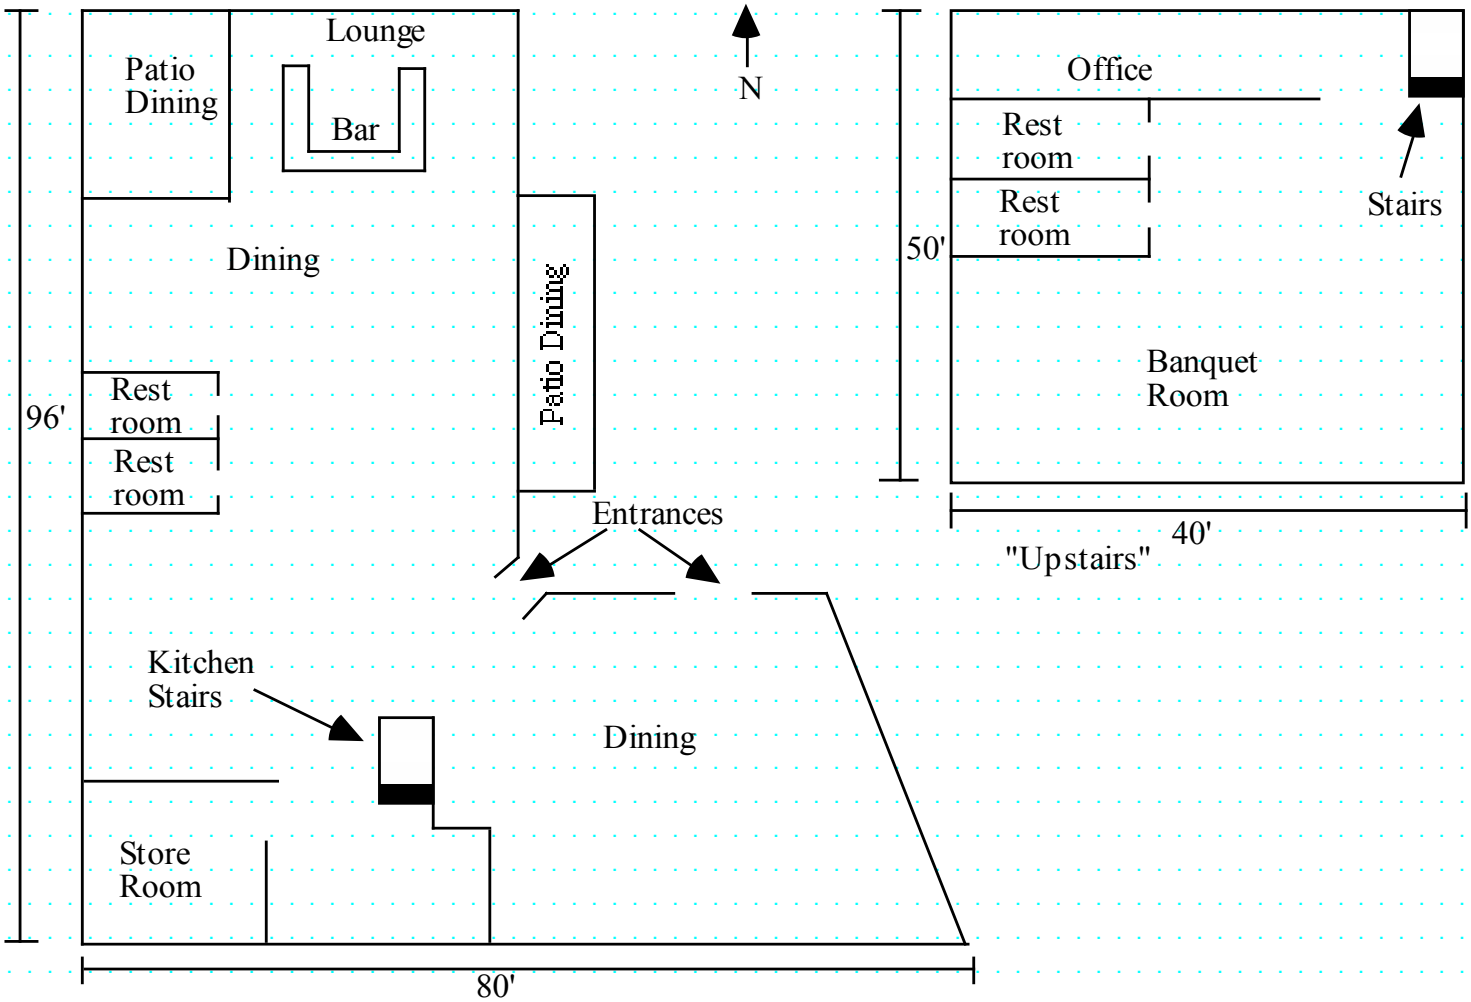 Lounge
Patio
Dining
Bar
Dining
Patio Dining
Rest
room
Rest
room
96'
Entrances
Kitchen
Stairs
Dining
Store
Room
80'
N
Office
Rest
room
Rest
room
Stairs
50'
Banquet
Room
40'
"Upstairs"